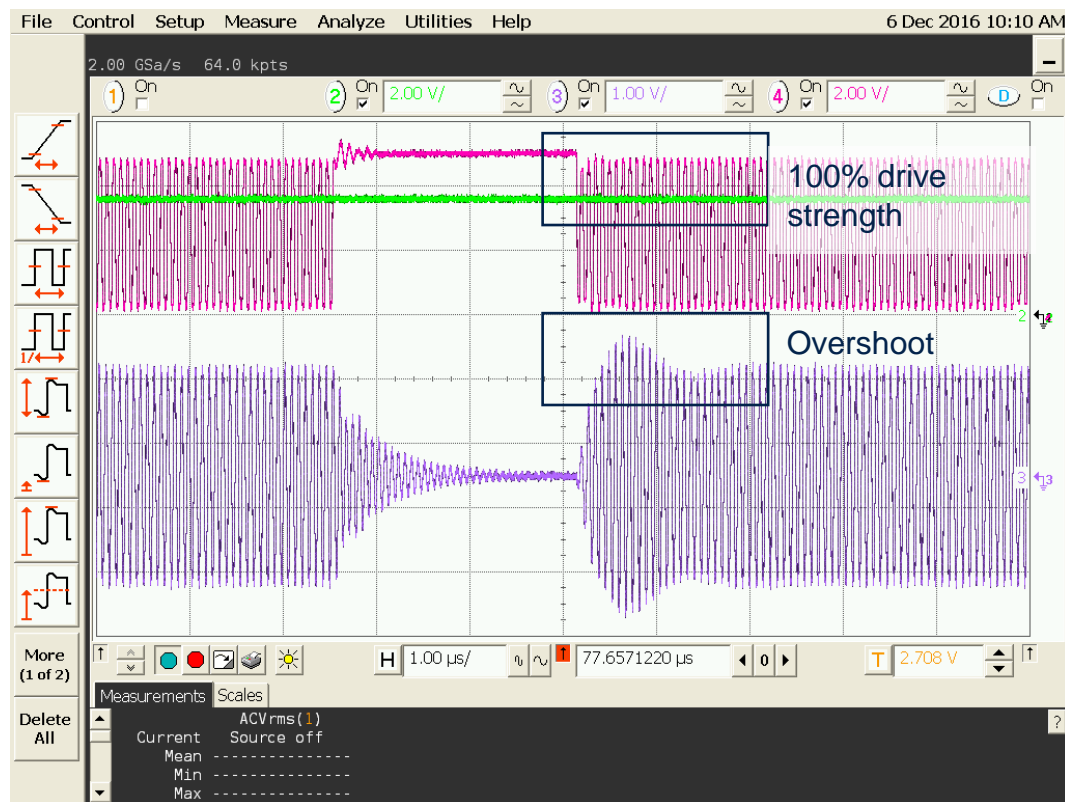 File Control Setup Measure Analyze Utilities Help 6 Dec 2016 10:10 AM
2.00 GSa/s 64.0 kpts
1 On 2 On 2.00 V/ 3 On 1.00 V/ 4 On 2.00 V/ D On
100% drive
strength
2
Overshoot
3 3
1/
More
(1 of 2)
H 1.00 µs/ 77.6571220 µs 0 T 2.708 V
Measurements Scales
Delete
All
ACVrms(1)
?
Current Source off
Mean ---------------
Min ---------------
Max ---------------